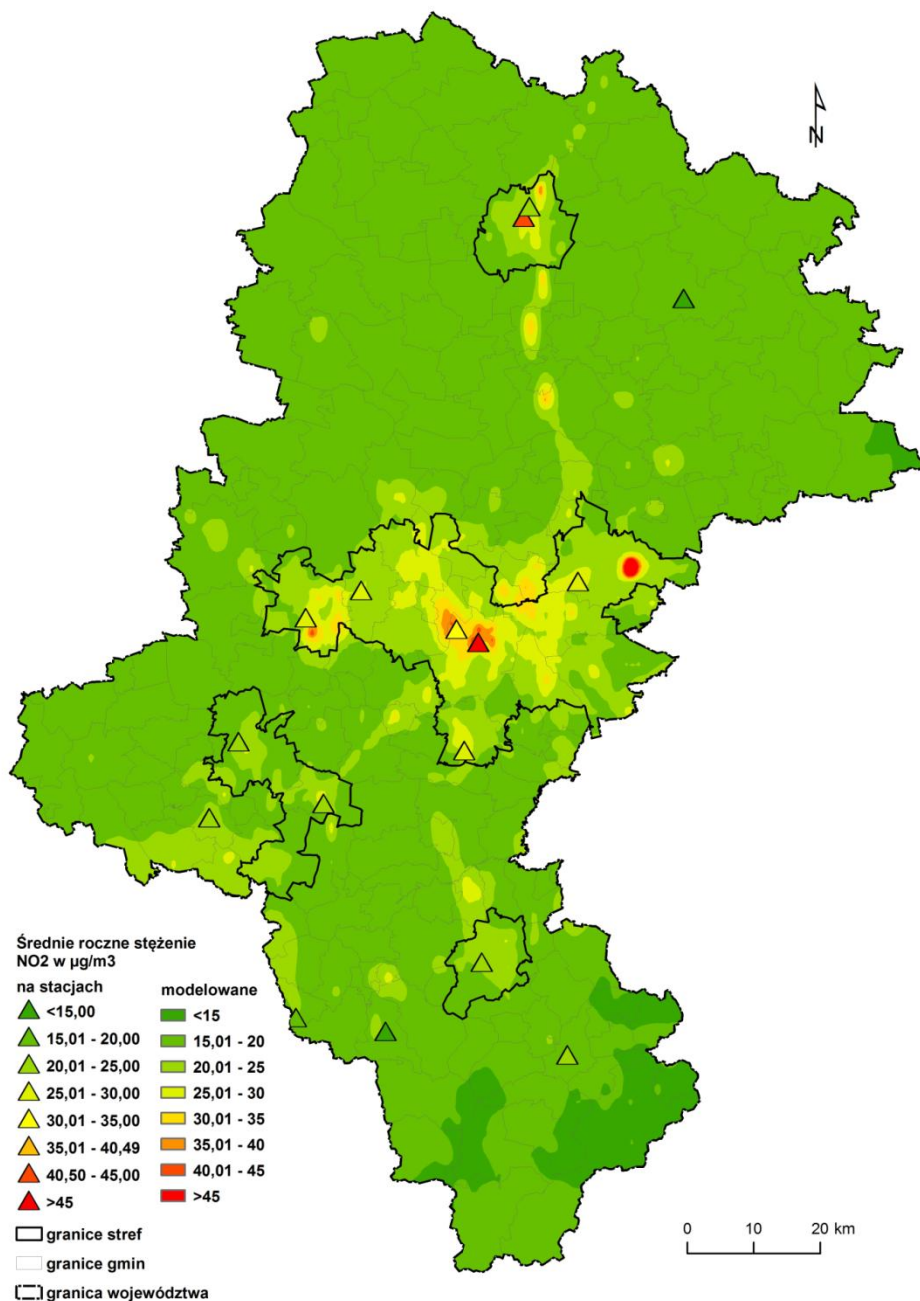 N
Średnie roczne stężenie
NO2 w µg/m3
na stacjach
<15,00
15,01 - 20,00
20,01 - 25,00
25,01 - 30,00
30,01 - 35,00
35,01 - 40,49
40,50 - 45,00
>45
granice stref
granice gmin
granica województwa
modelowane
<15
15,01 - 20
20,01 - 25
25,01 - 30
30,01 - 35
35,01 - 40
40,01 - 45
>45
0 10 20 km